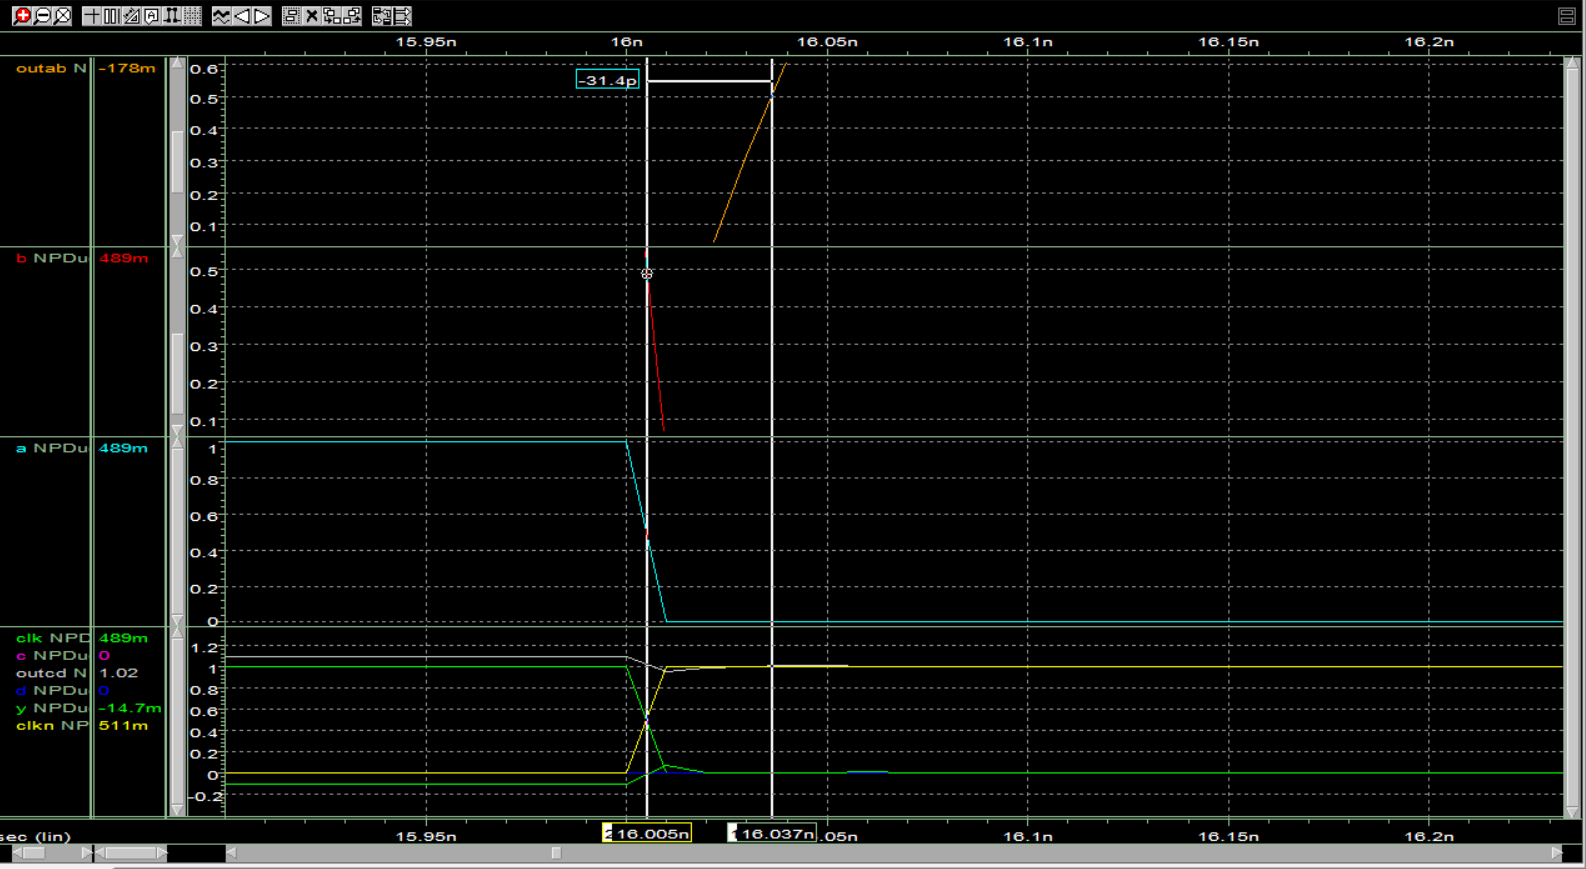 15.95n 16n 16.05n 16.1n 16.15n 16.2n
outab N -178m
-31.4p
0.6
0.5
0.4
0.3
0.2
0.1
b NPDu 489m
0.5
0.4
0.3
0.2
0.1
a NPDu 489m
1
0.8
0.6
0.4
0.2
0
clk NPD 489m
c NPDu 0
outcd N 1.02
d NPDu 0
y NPDu -14.7m
clkn NP 511m
1.2
1
0.8
0.6
0.4
0.2
0
-0.2
sec (lin) 15.95n 2 16.005n 1 16.037n .05n 16.1n 16.15n 16.2n